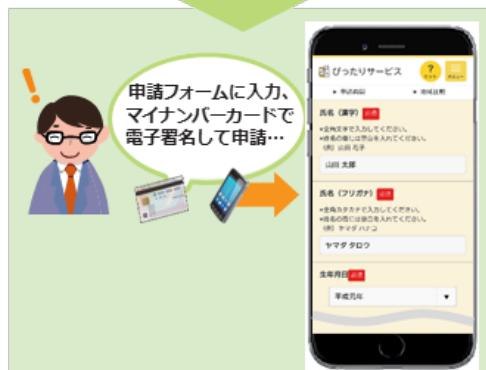 申請フォームに入力、
マイナンバーカードで
電子署名して申請…
ぴったりサービス
?
ヒント
メニュー
氏名(漢字) 必須
•全角文字で入力してください。
(例) 山田 花子
山田 太郎
氏名(フリガナ) 必須
•全角カタカナで入力してください。
(例) ヤマダ ハナコ
ヤマダ タロウ
生年月日 必須
平成元年